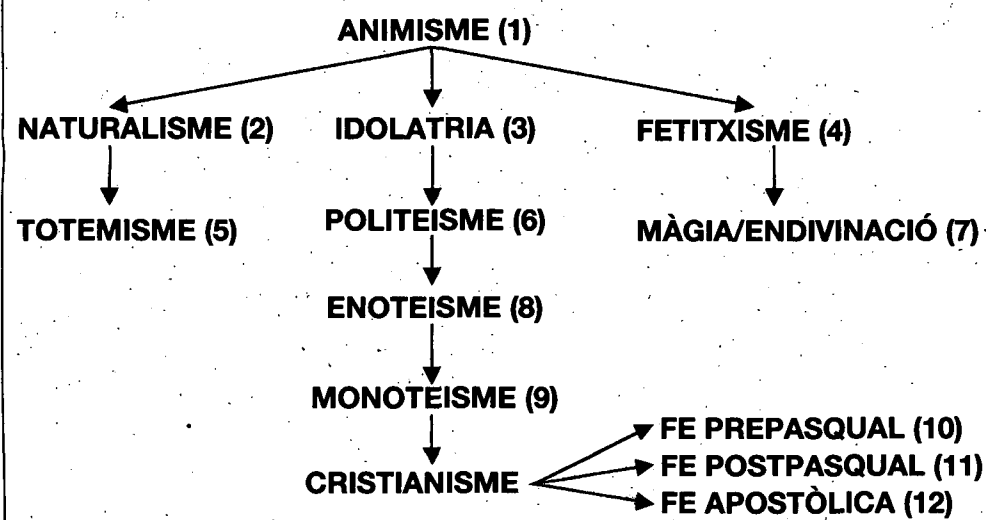 ANIMISME (1)
NATURALISME (2) IDOLATRIA (3) FETITXISME (4)
TOTEMISME (5) POLITEISME (6) MÀGIA/ENDIVINACIÓ (7)
ENOTEISME (8)
MONOTEISME (9)
FE PREPASQUAL (10)
CRISTIANISME FE POSTPASQUAL (11)
FE APOSTÒLICA (12)